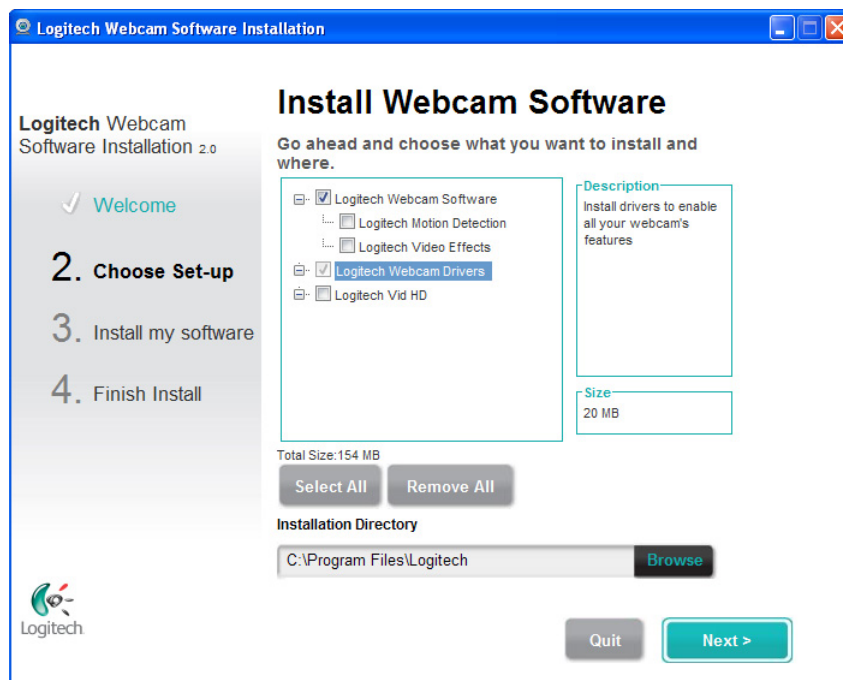 Logitech Webcam Software Installation
Logitech Webcam
Software Installation 2.0
Welcome
2. Choose Set-up
3. Install my software
4. Finish Install
Logitech
Install Webcam Software
Go ahead and choose what you want to install and
where.
Logitech Webcam Software
Logitech Motion Detection
Logitech Video Effects
Logitech Webcam Drivers
Logitech Vid HD
Description
Install drivers to enable
all your webcam's
features
Size
20 MB
Total Size:154 MB
Select All
Remove All
Installation Directory
C:\Program Files\Logitech
Browse
Quit
Next >